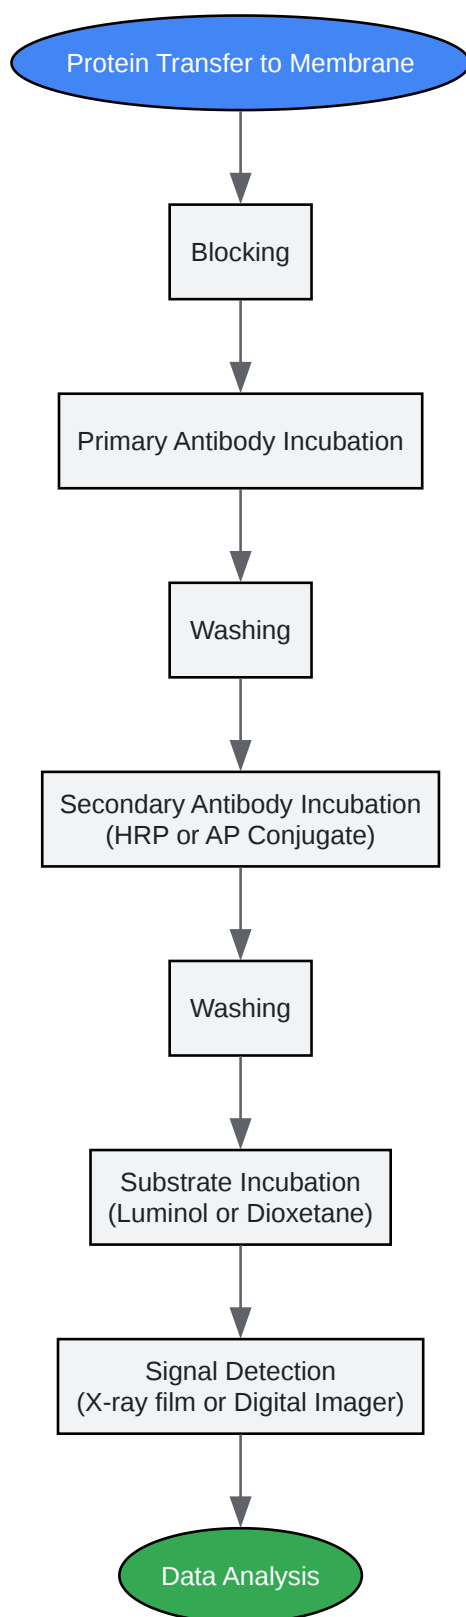 Protein Transfer to Membrane
Blocking
Primary Antibody Incubation
Washing
Secondary Antibody Incubation
(HRP or AP Conjugate)
Washing
Substrate Incubation
(Luminol or Dioxetane)
Signal Detection
(X-ray film or Digital Imager)
Data Analysis